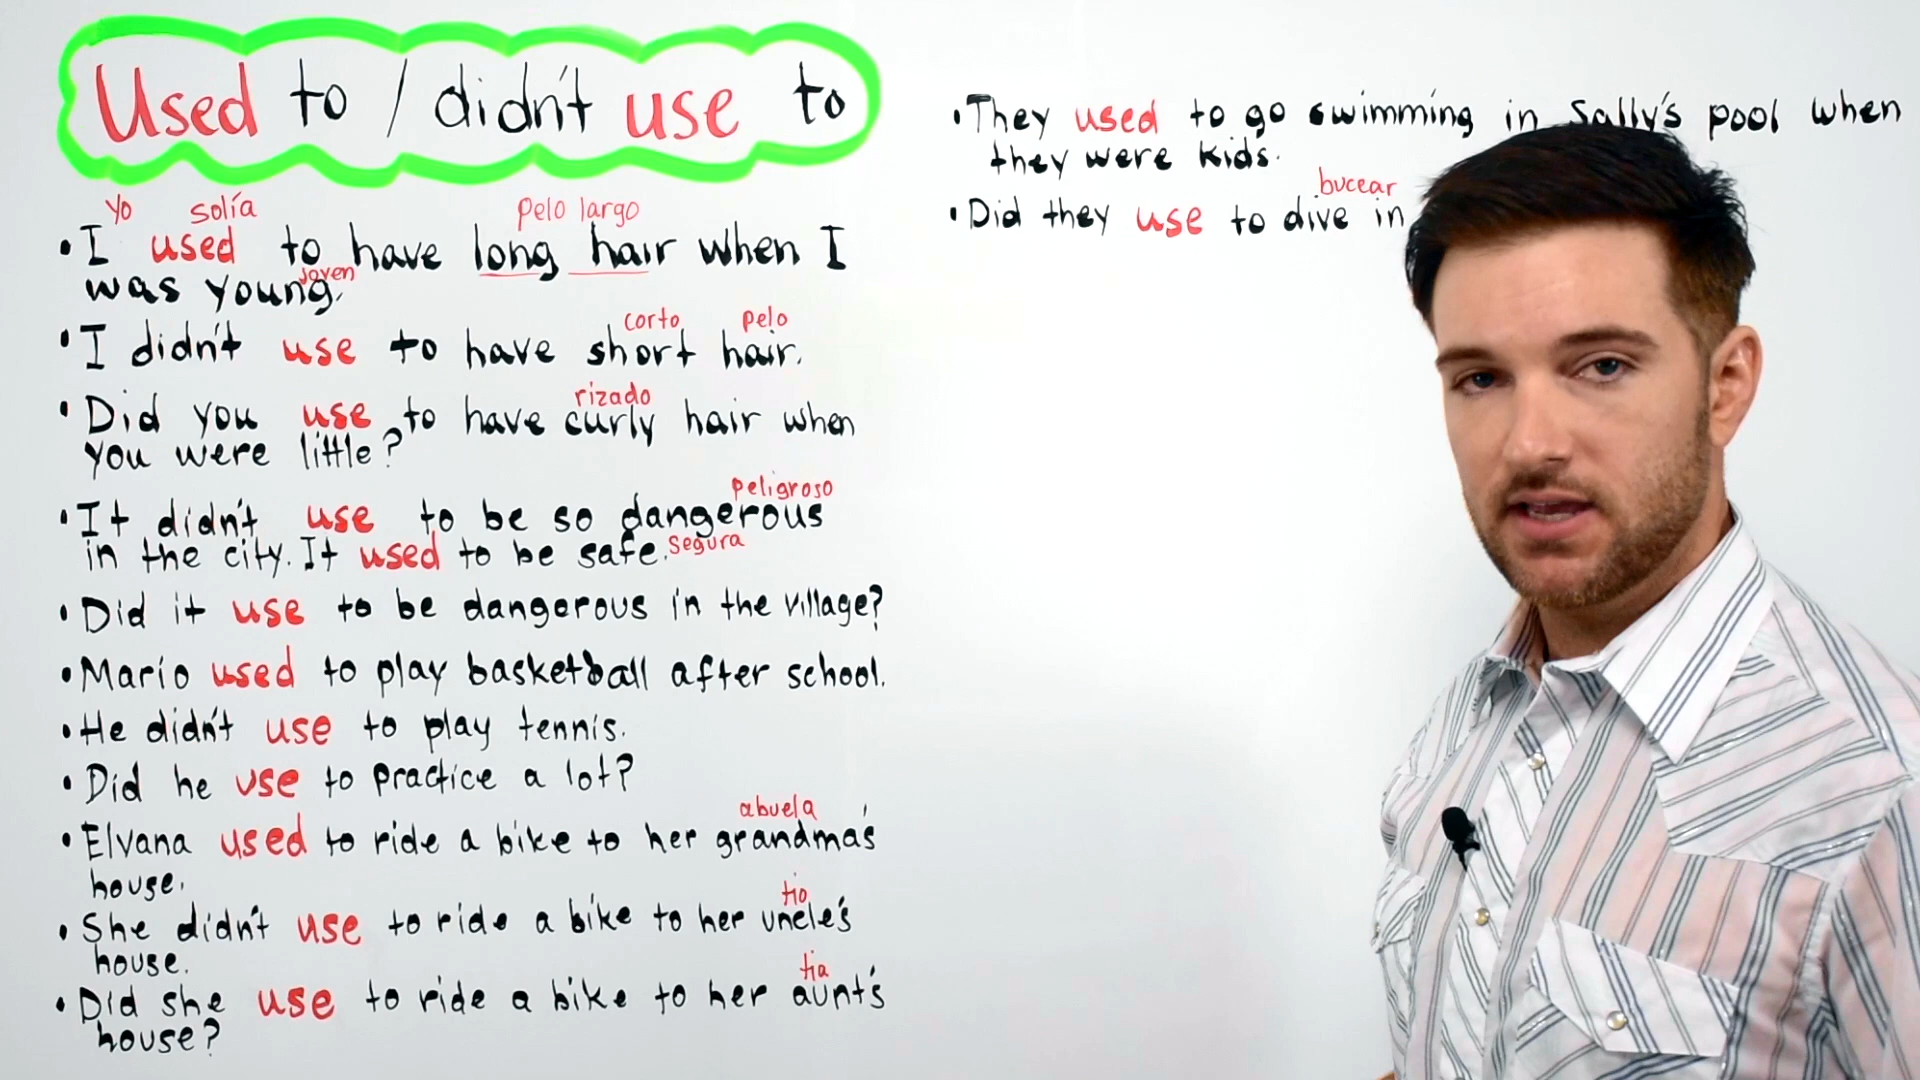 Used to / didn't use to
yo solía pelo largo
• I used to have long hair when I
was young. joven
corto pelo
• I didn't use to have short hair.
rizado
• Did you use to have curly hair when
you were little?
peligroso
• It didn't use to be so dangerous
in the city. It used to be safe. segura
• Did it use to be dangerous in the village?
• Mario used to play basketball after school.
• He didn't use to play tennis.
• Did he use to practice a lot?
abuela
• Elvana used to ride a bike to her grandma's
house.
tio
• She didn't use to ride a bike to her uncle's
house.
tia
• Did she use to ride a bike to her aunt's
house?
• They used to go swimming in Sally's pool when
they were kids.
bucear
• Did they use to dive in